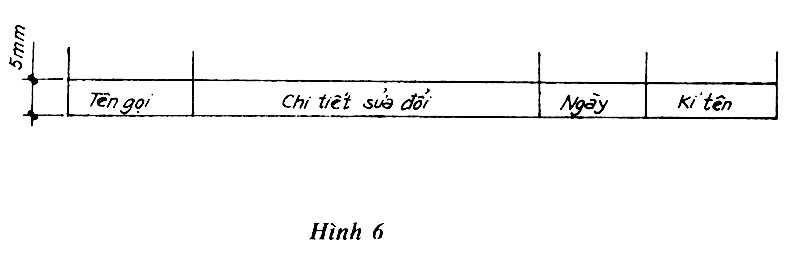 5mm
Tên gọi Chi tiết sửa đổi Ngày Kí tên
Hình 6